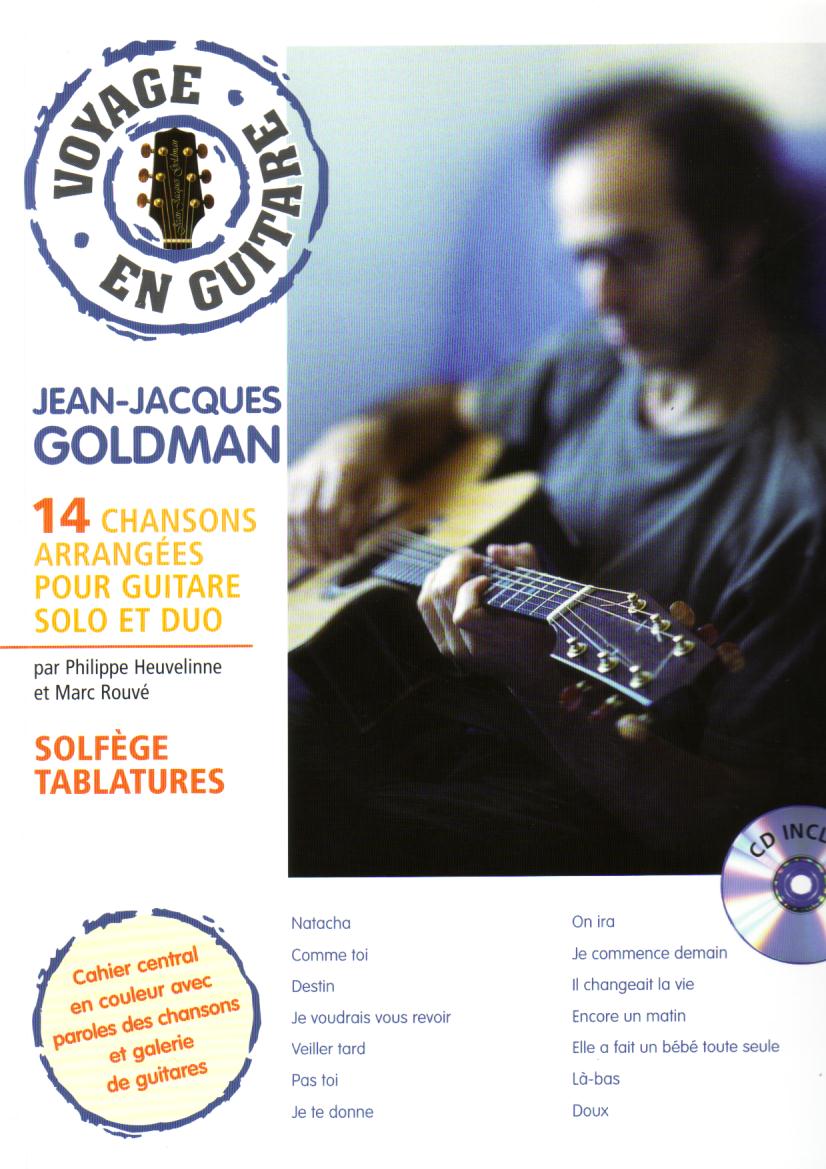 VOYAGE
EN GUITARE
Jean-Jacques Goldman
JEAN-JACQUES
GOLDMAN
14 CHANSONS
ARRANGÉES
POUR GUITARE
SOLO ET DUO
par Philippe Heuvelinne
et Marc Rouvé
SOLFÈGE
TABLATURES
CD INCL
Cahier central
en couleur avec
paroles des chansons
et galerie
de guitares
Natacha
Comme toi
Destin
Je voudrais vous revoir
Veiller tard
Pas toi
Je te donne
On ira
Je commence demain
Il changeait la vie
Encore un matin
Elle a fait un bébé toute seule
Là-bas
Doux